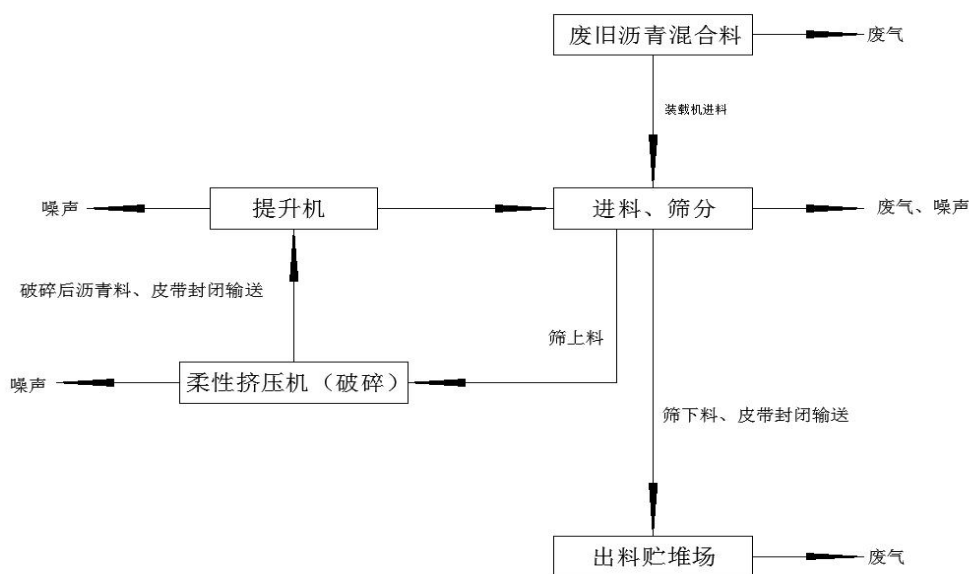 废旧沥青混合料
废气
装载机进料
噪声
提升机
进料、筛分
废气、噪声
破碎后沥青料、皮带封闭输送
筛上料
噪声
柔性挤压机（破碎）
筛下料、皮带封闭输送
出料贮堆场
废气